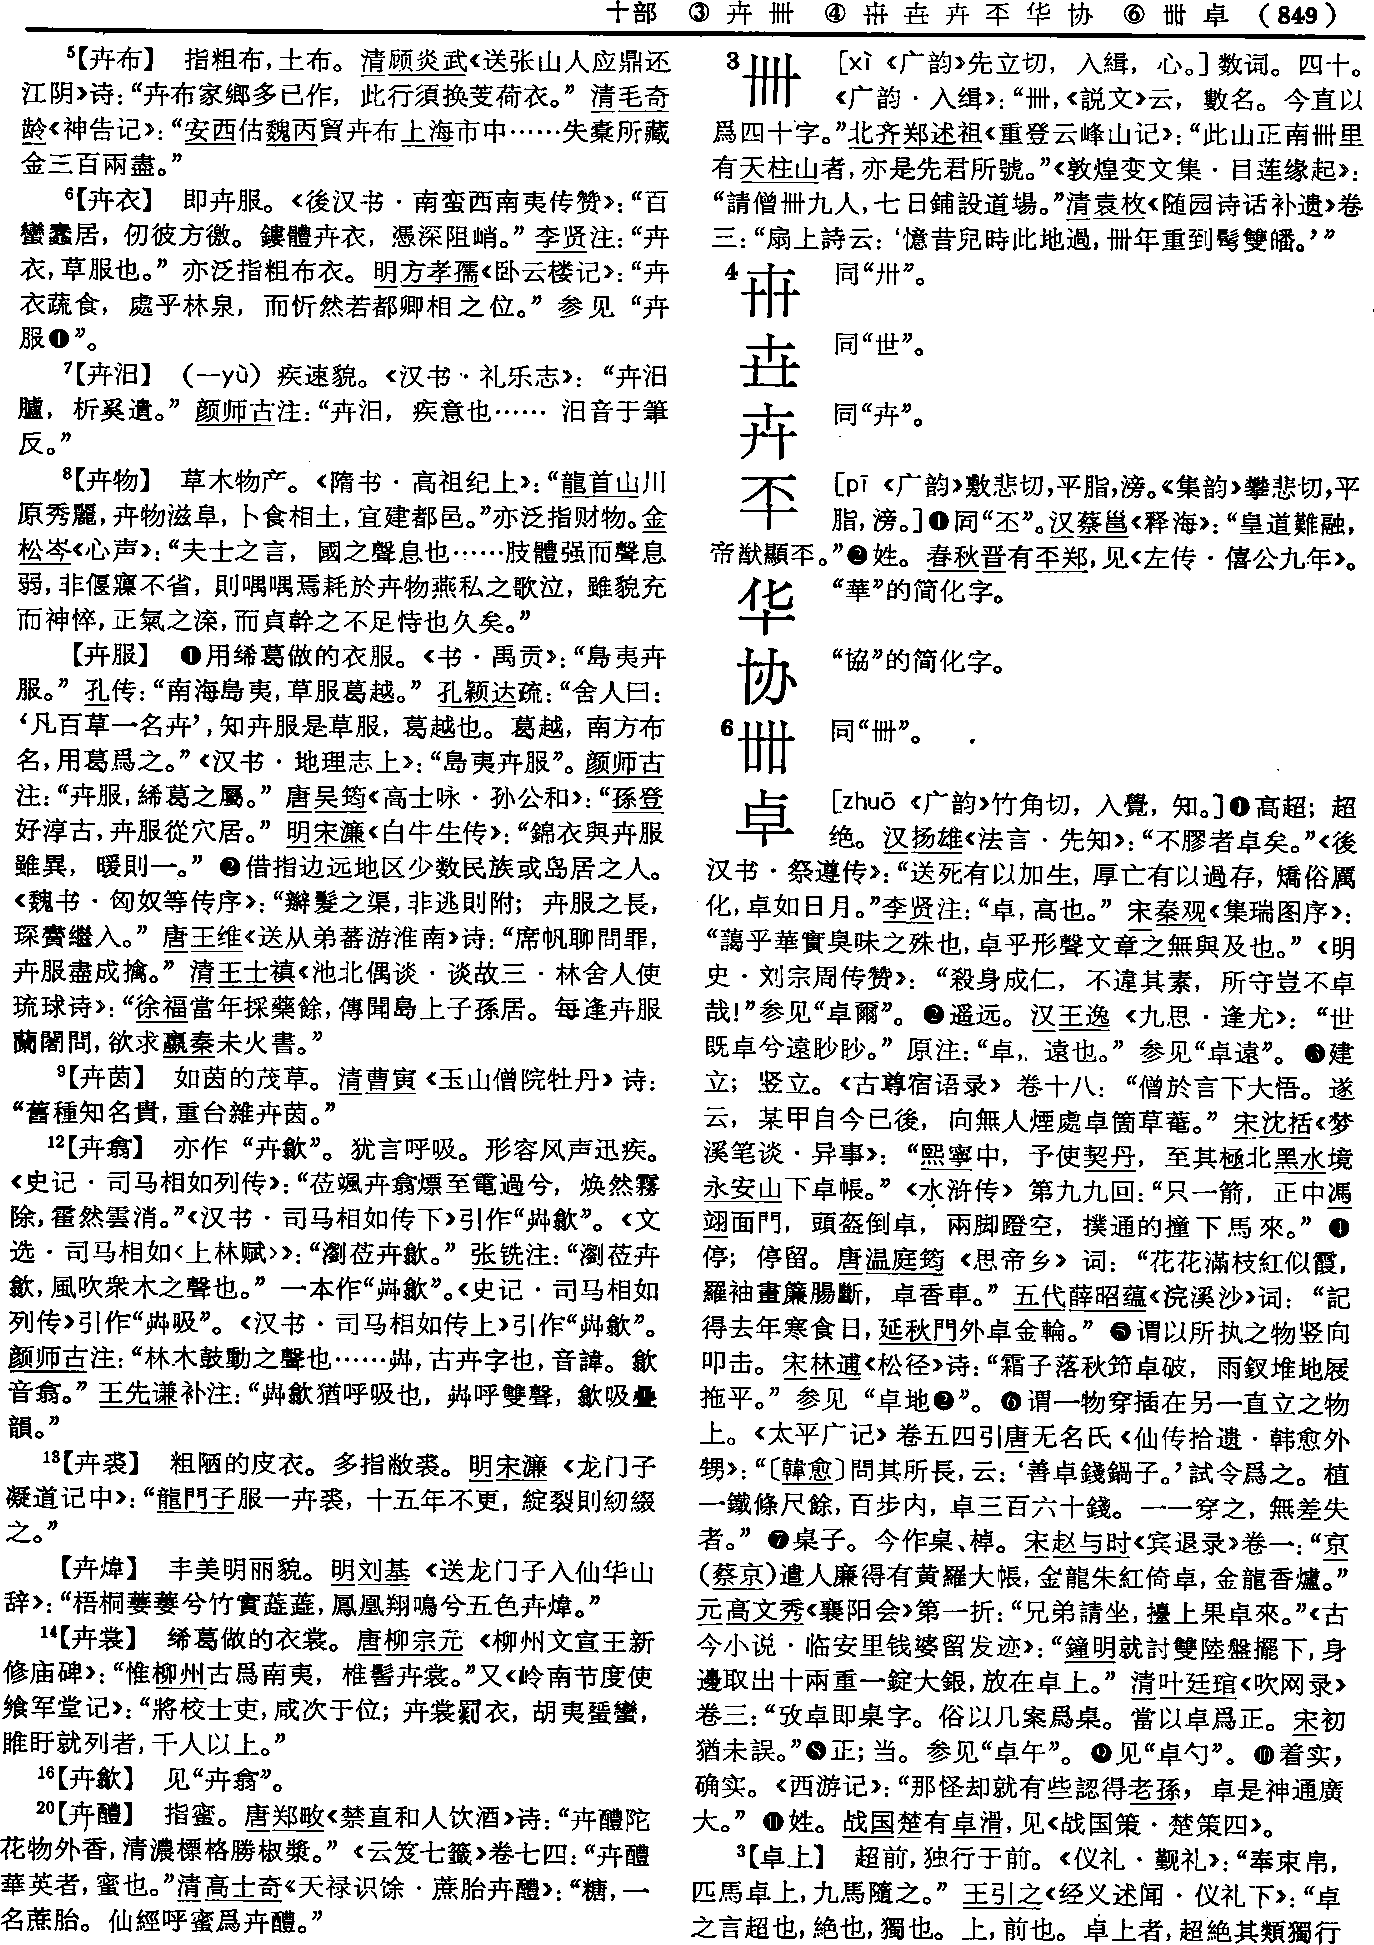 十部 ③ 卉 卌 ④ 𠦜 卋 卉 㔻 华 协 ⑥ 卌 卓 （849）
⁵【卉布】 指粗布，土布。清顾炎武《送张山人应鼎还
江阴》诗：“卉布家鄉多已作，此行須换芰荷衣。”清毛奇
龄《神告记》：“安西估魏丙貿卉布上海市中……失橐所藏
金三百兩盡。”
⁶【卉衣】 即卉服。《後汉书·南蛮西南夷传赞》：“百
蠻蠢居，仞彼方徼。鏤體卉衣，憑深阻峭。”李贤注：“卉
衣，草服也。”亦泛指粗布衣。明方孝孺《卧云楼记》：“卉
衣蔬食，處乎林泉，而忻然若都卿相之位。”参见“卉
服❶”。
⁷【卉汩】 （—yù）疾速貌。《汉书·礼乐志》：“卉汩
臚，析奚遺。”颜师古注：“卉汩，疾意也……汩音于筆
反。”
⁸【卉物】 草木物产。《隋书·高祖纪上》：“龍首山川
原秀麗，卉物滋阜，卜食相土，宜建都邑。”亦泛指财物。金
松岑《心声》：“夫士之言，國之聲息也……肢體强而聲息
弱，非偃㝱不省，則喁喁焉耗於卉物燕私之歌泣，雖貌充
而神悴，正氣之溙，而貞幹之不足恃也久矣。”
【卉服】 ❶用絺葛做的衣服。《书·禹贡》：“島夷卉
服。”孔传：“南海島夷，草服葛越。”孔颖达疏：“舍人曰：
‘凡百草一名卉’，知卉服是草服，葛越也。葛越，南方布
名，用葛爲之。”《汉书·地理志上》：“島夷卉服”。颜师古
注：“卉服，絺葛之屬。”唐吴筠《高士咏·孙公和》：“孫登
好淳古，卉服從穴居。”明宋濂《白牛生传》：“錦衣與卉服
雖異，暖則一。”❷借指边远地区少数民族或岛居之人。
《魏书·匈奴等传序》：“辮髮之渠，非逃則附；卉服之長，
琛賮繼入。”唐王维《送从弟蕃游淮南》诗：“席帆聊問罪，
卉服盡成擒。”清王士禛《池北偶谈·谈故三·林舍人使
琉球诗》：“徐福當年採藥餘，傳聞島上子孫居。每逢卉服
蘭闍問，欲求嬴秦未火書。”
⁹【卉茵】 如茵的茂草。清曹寅《玉山僧院牡丹》诗：
“舊種知名貴，重台雜卉茵。”
¹²【卉翕】 亦作“卉歙”。犹言呼吸。形容风声迅疾。
《史记·司马相如列传》：“莅颯卉翕熛至電過兮，焕然霧
除，霍然雲消。”《汉书·司马相如传下》引作“芔歙”。《文
选·司马相如〈上林赋〉》：“瀏莅卉歙。”张铣注：“瀏莅卉
歙，風吹衆木之聲也。”一本作“芔歙”。《史记·司马相如
列传》引作“芔吸”。《汉书·司马相如传上》引作“芔歙”。
颜师古注：“林木鼓動之聲也……芔，古卉字也，音諱。歙
音翕。”王先谦补注：“芔歙猶呼吸也，芔呼雙聲，歙吸疊
韻。”
¹³【卉裘】 粗陋的皮衣。多指敝裘。明宋濂《龙门子
凝道记中》：“龍門子服一卉裘，十五年不更，綻裂則紉綴
之。”
【卉煒】 丰美明丽貌。明刘基《送龙门子入仙华山
辞》：“梧桐萋萋兮竹實蕋蕋，鳳凰翔鳴兮五色卉煒。”
¹⁴【卉裳】 絺葛做的衣裳。唐柳宗元《柳州文宣王新
修庙碑》：“惟柳州古爲南夷，椎髻卉裳。”又《岭南节度使
飨军堂记》：“將校士吏，咸次于位；卉裳罽衣，胡夷蜑蠻，
睢盱就列者，千人以上。”
¹⁶【卉歙】 见“卉翕”。
²⁰【卉醴】 指蜜。唐郑畋《禁直和人饮酒》诗：“卉醴陀
花物外香，清濃標格勝椒漿。”《云笈七籤》卷七四：“卉醴
華英者，蜜也。”清高士奇《天禄识馀·蔗胎卉醴》：“糖，一
名蔗胎。仙經呼蜜爲卉醴。”
³卌 ［xì《广韵》先立切，入緝，心。］数词。四十。
《广韵·入缉》：“卌，《説文》云，數名。今直以
爲四十字。”北齐郑述祖《重登云峰山记》：“此山正南卌里
有天柱山者，亦是先君所號。”《敦煌变文集·目莲缘起》：
“請僧卌九人，七日鋪設道場。”清袁枚《随园诗话补遗》卷
三：“扇上詩云：‘憶昔兒時此地過，卌年重到鬢雙皤。’”
⁴𠦜 同“卅”。
卋 同“世”。
卉 同“卉”。
㔻 ［pī《广韵》敷悲切，平脂，滂。《集韵》攀悲切，平
脂，滂。］❶同“丕”。汉蔡邕《释海》：“皇道難融，
帝猷顯㔻。”❷姓。春秋晋有㔻郑，见《左传·僖公九年》。
华 “華”的简化字。
协 “協”的简化字。
⁶卌 同“卌”。
卓 ［zhuō《广韵》竹角切，入覺，知。］❶高超；超
绝。汉扬雄《法言·先知》：“不膠者卓矣。”《後
汉书·祭遵传》：“送死有以加生，厚亡有以過存，矯俗厲
化，卓如日月。”李贤注：“卓，高也。”宋秦观《集瑞图序》：
“藹乎華實臭味之殊也，卓乎形聲文章之無與及也。”《明
史·刘宗周传赞》：“殺身成仁，不違其素，所守豈不卓
哉！”参见“卓爾”。❷遥远。汉王逸《九思·逢尤》：“世
既卓兮遠眇眇。”原注：“卓，遠也。”参见“卓遠”。❸建
立；竖立。《古尊宿语录》卷十八：“僧於言下大悟。遂
云，某甲自今已後，向無人煙處卓箇草菴。”宋沈括《梦
溪笔谈·异事》：“熙寧中，予使契丹，至其極北黑水境
永安山下卓帳。”《水浒传》第九九回：“只一箭，正中馮
翊面門，頭盔倒卓，兩脚蹬空，撲通的撞下馬來。”❹
停；停留。唐温庭筠《思帝乡》词：“花花滿枝紅似霞，
羅袖畫簾腸斷，卓香車。”五代薛昭蕴《浣溪沙》词：“記
得去年寒食日，延秋門外卓金輪。”❺谓以所执之物竖向
叩击。宋林逋《松径》诗：“霜子落秋笻卓破，雨釵堆地屐
拖平。”参见“卓地❷”。❻谓一物穿插在另一直立之物
上。《太平广记》卷五四引唐无名氏《仙传拾遗·韩愈外
甥》：“〔韓愈〕問其所長，云：‘善卓錢鍋子。’試令爲之。植
一鐵條尺餘，百步内，卓三百六十錢。一一穿之，無差失
者。”❼桌子。今作桌、棹。宋赵与时《宾退录》卷一：“京
（蔡京）遣人廉得有黄羅大帳，金龍朱紅倚卓，金龍香爐。”
元高文秀《襄阳会》第一折：“兄弟請坐，擡上果卓來。”《古
今小说·临安里钱婆留发迹》：“鐘明就討雙陸盤擺下，身
邊取出十兩重一錠大銀，放在卓上。”清叶廷琯《吹网录》
卷三：“攷卓即桌字。俗以几案爲桌。當以卓爲正。宋初
猶未誤。”❽正；当。参见“卓午”。❾见“卓勺”。❿着实，
确实。《西游记》：“那怪却就有些認得老孫，卓是神通廣
大。”⓫姓。战国楚有卓滑，见《战国策·楚策四》。
³【卓上】 超前，独行于前。《仪礼·觐礼》：“奉束帛，
匹馬卓上，九馬隨之。”王引之《经义述闻·仪礼下》：“卓
之言超也，絶也，獨也。上，前也。卓上者，超絶其類獨行